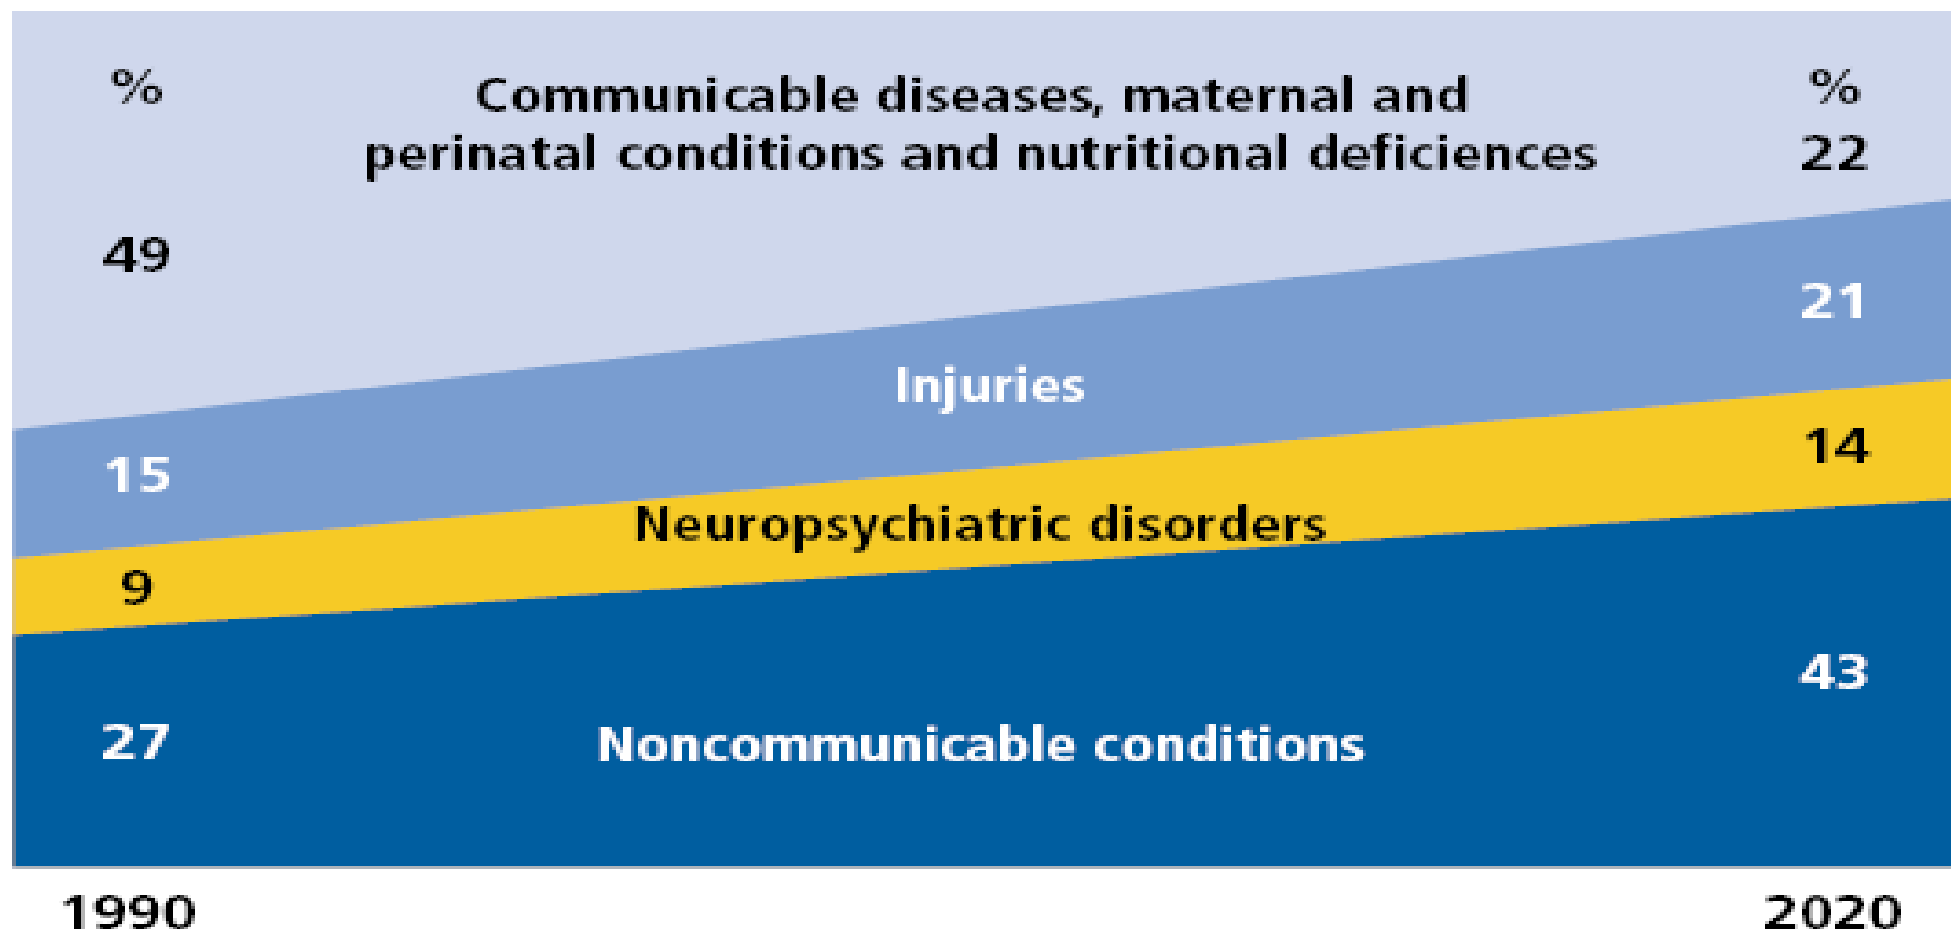 %
Communicable diseases, maternal and
%
perinatal conditions and nutritional deficiences
22
49
21
Injuries
15
14
Neuropsychiatric disorders
9
43
27
Noncommunicable conditions
1990
2020